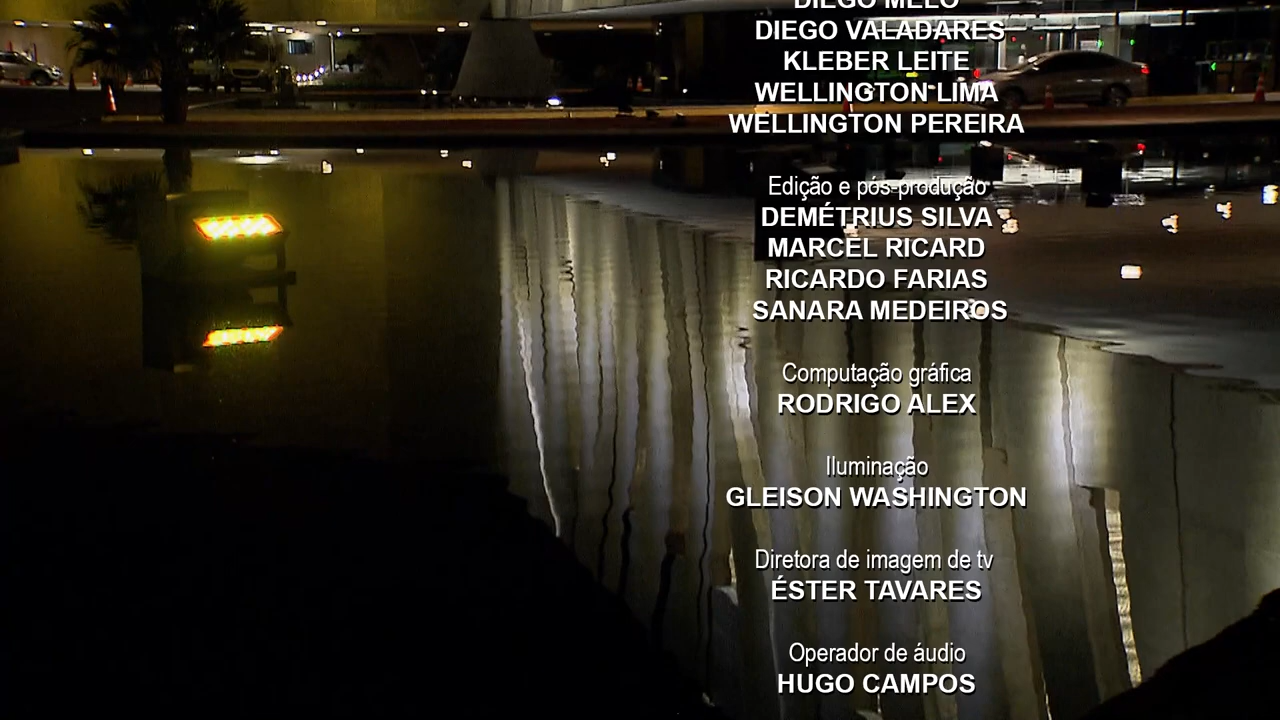 DIEGO MELO
DIEGO VALADARES
KLEBER LEITE
WELLINGTON LIMA
WELLINGTON PEREIRA
Edição e pós-produção
DEMÉTRIUS SILVA
MARCEL RICARD
RICARDO FARIAS
SANARA MEDEIROS
Computação gráfica
RODRIGO ALEX
Iluminação
GLEISON WASHINGTON
Diretora de imagem de tv
ÉSTER TAVARES
Operador de áudio
HUGO CAMPOS